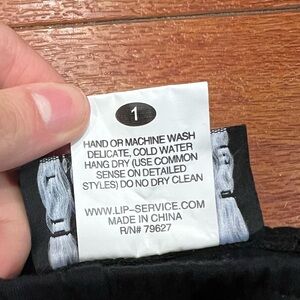 1
HAND OR MACHINE WASH
DELICATE, COLD WATER
HANG DRY (USE COMMON
SENSE ON DETAILED
STYLES) DO NO DRY CLEAN
WWW.LIP-SERVICE.COM
MADE IN CHINA
R/N# 79627